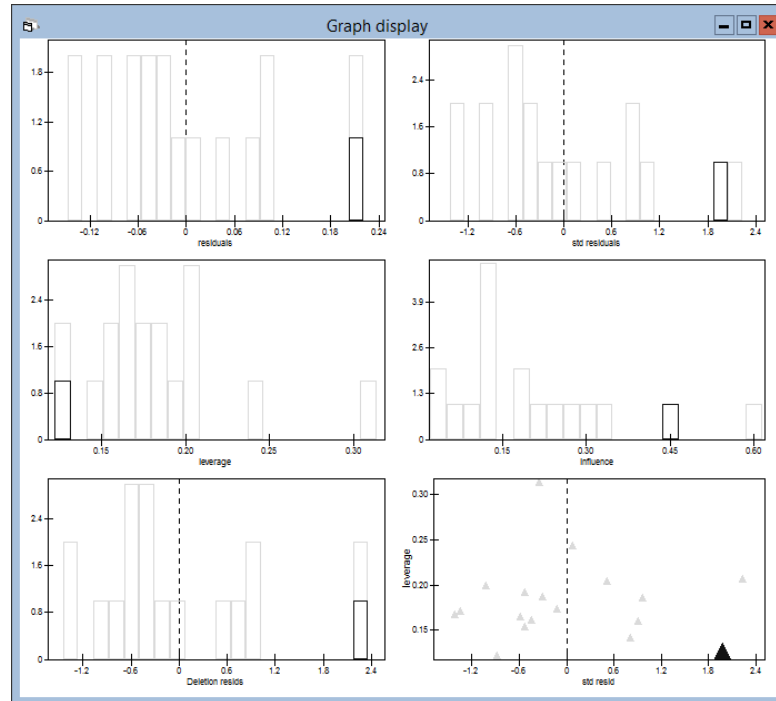 Graph display
1.8
1.2
0.6
0
-0.12 -0.06 0 0.06 0.12 0.18 0.24
residuals
2.4
1.6
0.8
0
-1.2 -0.6 0 0.6 1.2 1.8 2.4
std residuals
2.4
1.6
0.8
0
0.15 0.20 0.25 0.30
leverage
3.9
2.6
1.3
0
0.15 0.30 0.45 0.60
Influence
2.4
1.8
1.2
0.6
0
-1.2 -0.6 0 0.6 1.2 1.8 2.4
Deletion resids
leverage
0.30
0.25
0.20
0.15
-1.2 -0.6 0 0.6 1.2 1.8 2.4
std resid